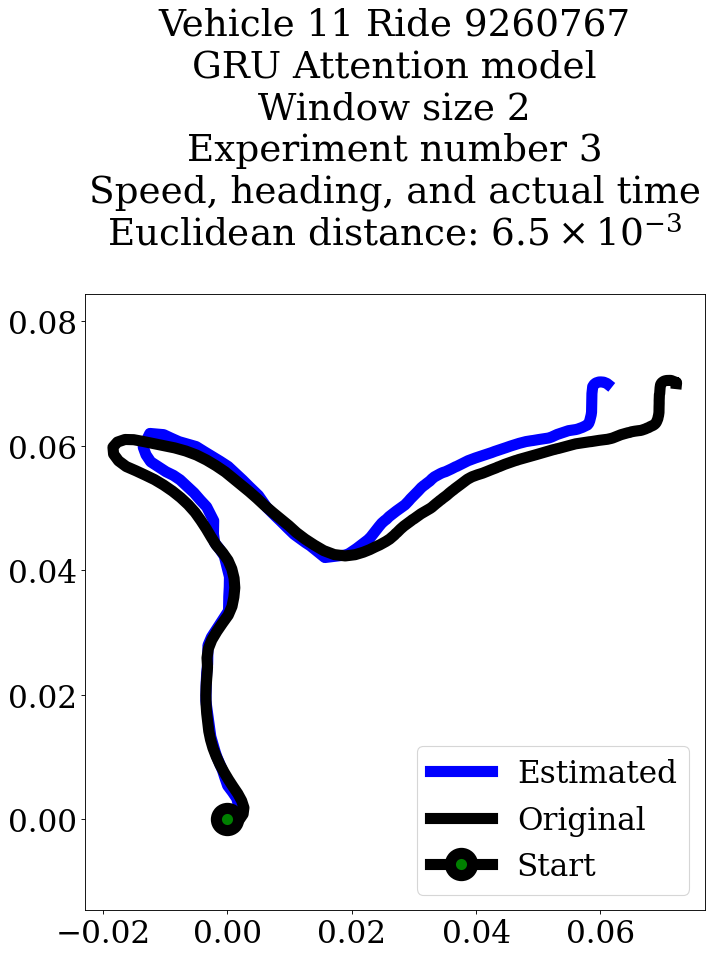 Vehicle 11 Ride 9260767
GRU Attention model
Window size 2
Experiment number 3
Speed, heading, and actual time
Euclidean distance: 6.5 × 10⁻³
0.08
0.06
0.04
0.02
0.00
Estimated
Original
Start
−0.02 0.00 0.02 0.04 0.06